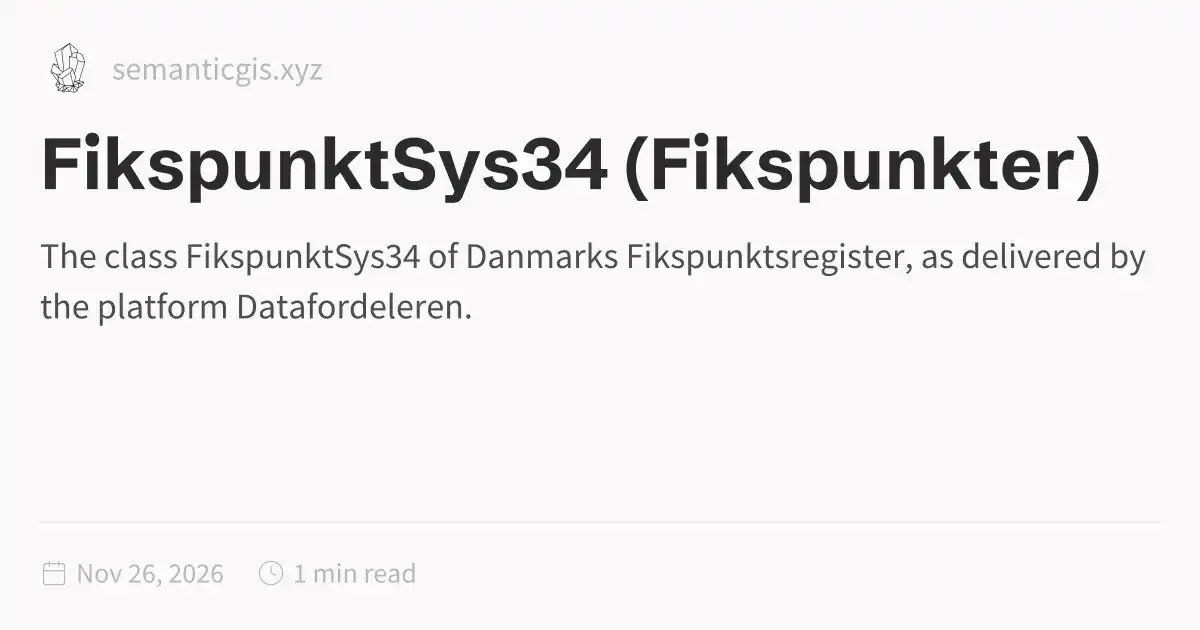 semanticgis.xyz
FikspunktSys34 (Fikspunkter)
The class FikspunktSys34 of Danmarks Fikspunktsregister, as delivered by
the platform Datafordeleren.
Nov 26, 2026 1 min read